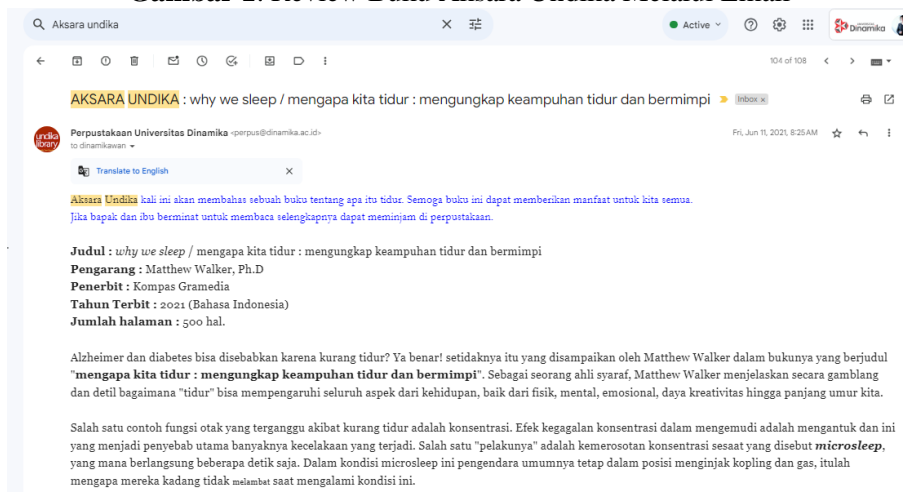 Aksara undika
Active
Dinamika
104 of 108
AKSARA UNDIKA : why we sleep / mengapa kita tidur : mengungkap keampuhan tidur dan bermimpi
Inbox x
undika
library
Perpustakaan Universitas Dinamika <perpus@dinamika.ac.id>
Fri, Jun 11, 2021, 8:25 AM
to dinamikawan
Translate to English
Aksara Undika kali ini akan membahas sebuah buku tentang apa itu tidur. Semoga buku ini dapat memberikan manfaat untuk kita semua.
Jika bapak dan ibu berminat untuk membaca selengkapnya dapat meminjam di perpustakaan.
Judul : why we sleep / mengapa kita tidur : mengungkap keampuhan tidur dan bermimpi
Pengarang : Matthew Walker, Ph.D
Penerbit : Kompas Gramedia
Tahun Terbit : 2021 (Bahasa Indonesia)
Jumlah halaman : 500 hal.
Alzheimer dan diabetes bisa disebabkan karena kurang tidur? Ya benar! setidaknya itu yang disampaikan oleh Matthew Walker dalam bukunya yang berjudul
"mengapa kita tidur : mengungkap keampuhan tidur dan bermimpi". Sebagai seorang ahli syaraf, Matthew Walker menjelaskan secara gamblang
dan detil bagaimana "tidur" bisa mempengaruhi seluruh aspek dari kehidupan, baik dari fisik, mental, emosional, daya kreativitas hingga panjang umur kita.
Salah satu contoh fungsi otak yang terganggu akibat kurang tidur adalah konsentrasi. Efek kegagalan konsentrasi dalam mengemudi adalah mengantuk dan ini
yang menjadi penyebab utama banyaknya kecelakaan yang terjadi. Salah satu "pelakunya" adalah kemerosotan konsentrasi sesaat yang disebut microsleep,
yang mana berlangsung beberapa detik saja. Dalam kondisi microsleep ini pengendara umumnya tetap dalam posisi menginjak kopling dan gas, itulah
mengapa mereka kadang tidak melambat saat mengalami kondisi ini.